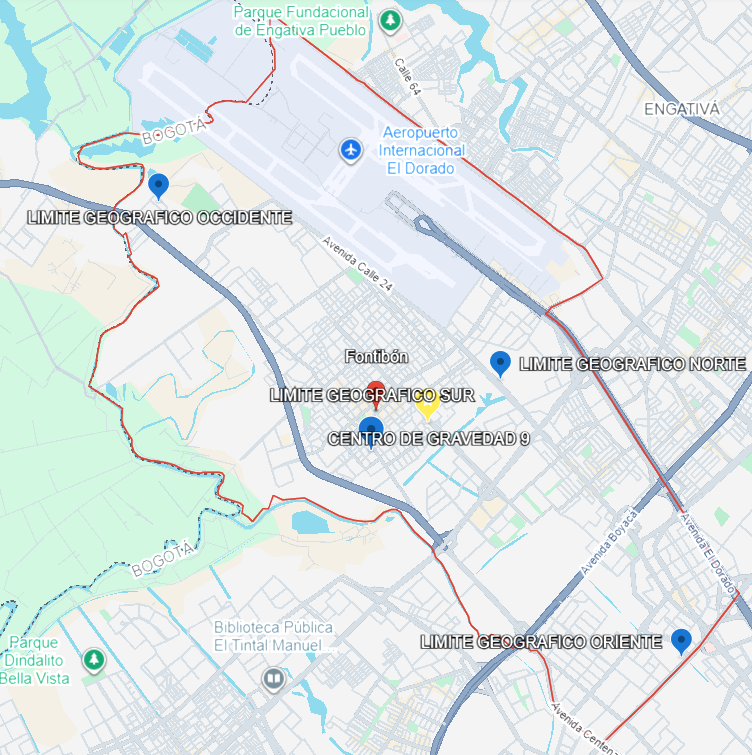 Parque Fundacional
de Engativa Pueblo
Calle 64
ENGATIVÁ
BOGOTÁ
Aeropuerto
Internacional
El Dorado
LIMITE GEOGRAFICO OCCIDENTE
Avenida Calle 24
Fontibón
LIMITE GEOGRAFICO NORTE
LIMITE GEOGRAFICO SUR
CENTRO DE GRAVEDAD 9
Avenida Boyacá
Avenida El Dorado
BOGOTÁ
Biblioteca Pública
El Tintal Manuel
LIMITE GEOGRAFICO ORIENTE
Parque
Dindalito
Bella Vista
Avenida Centena